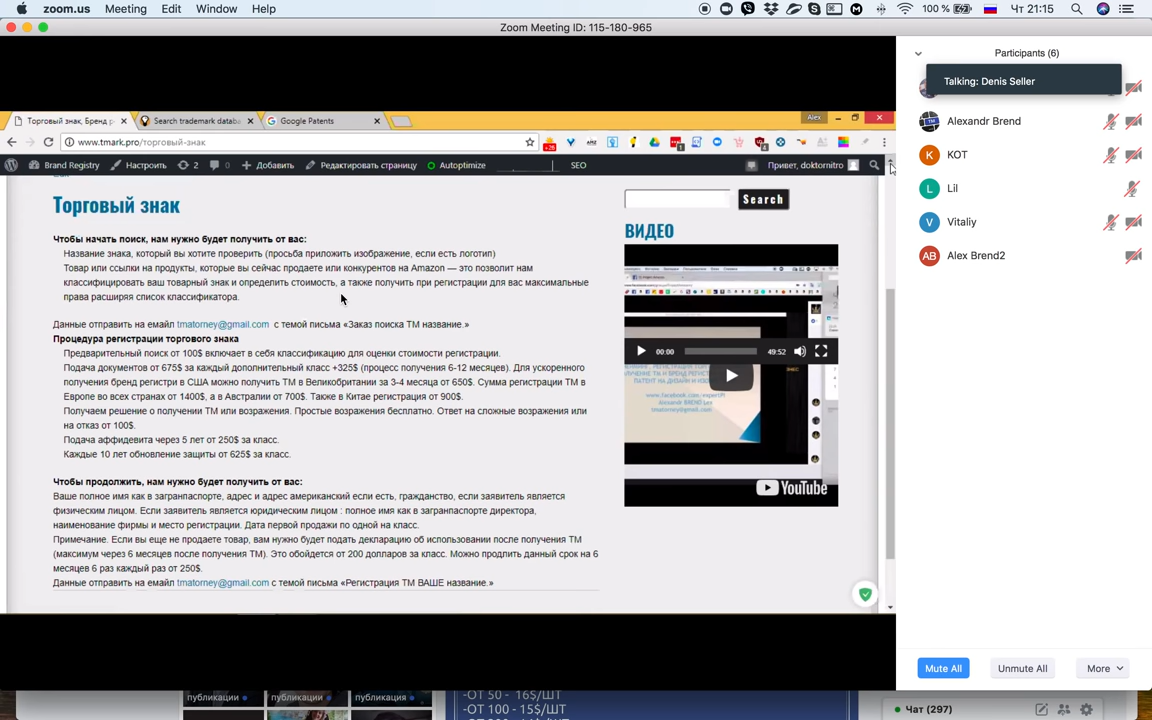 zoom.us Meeting Edit Window Help
100 % Чт 21:15
Zoom Meeting ID: 115-180-965
Participants (6)
Talking: Denis Seller
Alexandr Brend
K KOT
L Lil
V Vitaliy
AB Alex Brend2
Mute All Unmute All More
Торговый знак, Бренд р × Search trademark databa × Google Patents × Alex
www.tmark.pro/торговый-знак
Brand Registry Настроить 2 0 Добавить Редактировать страницу Autoptimize SEO Привет, doktornitro
Торговый знак
Чтобы начать поиск, нам нужно будет получить от вас:
Название знака, который вы хотите проверить (просьба приложить изображение, если есть логотип)
Товар или ссылки на продукты, которые вы сейчас продаете или конкурентов на Amazon — это позволит нам
классифицировать ваш товарный знак и определить стоимость, а также получить при регистрации для вас максимальные
права расширяя список классификатора.
Данные отправить на емайл tmatorney@gmail.com с темой письма «Заказ поиска ТМ название.»
Процедура регистрации торгового знака
Предварительный поиск от 100$ включает в себя классификацию для оценки стоимости регистрации.
Подача документов от 675$ за каждый дополнительный класс +325$ (процесс получения 6-12 месяцев). Для ускоренного
получения бренд регистри в США можно получить ТМ в Великобритании за 3-4 месяца от 650$. Сумма регистрации ТМ в
Европе во всех странах от 1400$, а в Австралии от 700$. Также в Китае регистрация от 900$.
Получаем решение о получении ТМ или возражения. Простые возражения бесплатно. Ответ на сложные возражения или
на отказ от 100$.
Подача аффидевита через 5 лет от 250$ за класс.
Каждые 10 лет обновление защиты от 625$ за класс.
Чтобы продолжить, нам нужно будет получить от вас:
Ваше полное имя как в загранпаспорте, адрес и адрес американский если есть, гражданство, если заявитель является
физическим лицом. Если заявитель является юридическим лицом : полное имя как в загранпаспорте директора,
наименование фирмы и место регистрации. Дата первой продажи по одной на класс.
Примечание. Если вы еще не продаете товар, вам нужно будет подать декларацию об использовании после получения ТМ
(максимум через 6 месяцев после получения ТМ). Это обойдется от 200 долларов за класс. Можно продлить данный срок на 6
месяцев 6 раз каждый раз от 250$.
Данные отправить на емайл tmatorney@gmail.com с темой письма «Регистрация ТМ ВАШЕ название.»
Search
ВИДЕО
00:00 49:52
YouTube
публикации публикации публикация
-ОТ 50 - 16$/ШТ
-ОТ 100 - 15$/ШТ
Чат (297)